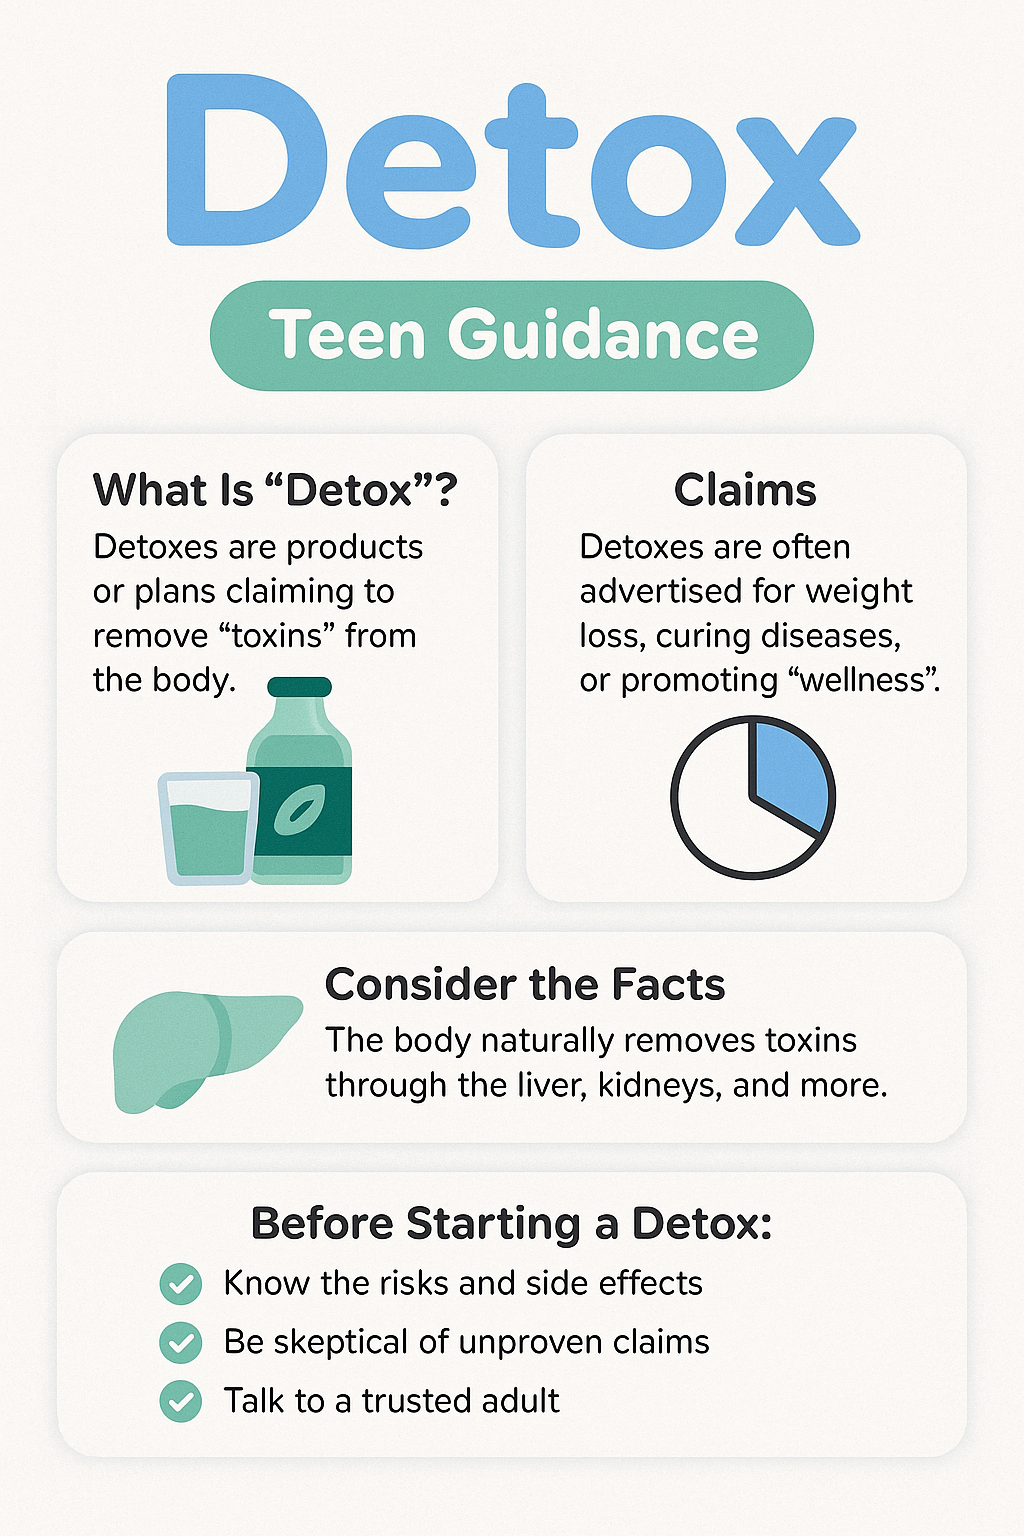 Detox
Teen Guidance
What Is “Detox”?
Detoxes are products
or plans claiming to
remove “toxins” from
the body.
Claims
Detoxes are often
advertised for weight
loss, curing diseases,
or promoting “wellness”.
Consider the Facts
The body naturally removes toxins
through the liver, kidneys, and more.
Before Starting a Detox:
Know the risks and side effects
Be skeptical of unproven claims
Talk to a trusted adult